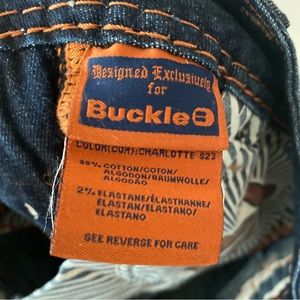 Designed Exclusively
for
Buckle B
COLOR(COR)/CHARLOTTE S23
98% COTTON/COTON/
ALGODON/BAUMWOLLE/
ALGODAO
2% ELASTANE/ÉLASTHANNE/
ELASTAN/ELASTANO/
ELASTANO
SEE REVERSE FOR CARE